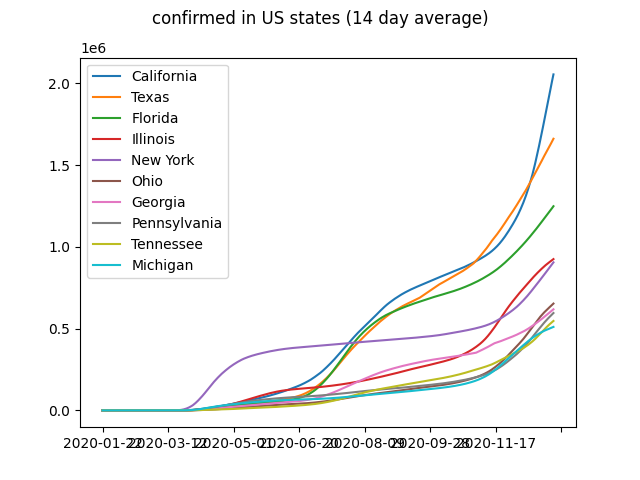 confirmed in US states (14 day average)
1e6
2.0
1.5
1.0
0.5
0.0
California
Texas
Florida
Illinois
New York
Ohio
Georgia
Pennsylvania
Tennessee
Michigan
2020-01-22 2020-03-12 2020-05-01 2020-06-20 2020-08-09 2020-09-28 2020-11-17